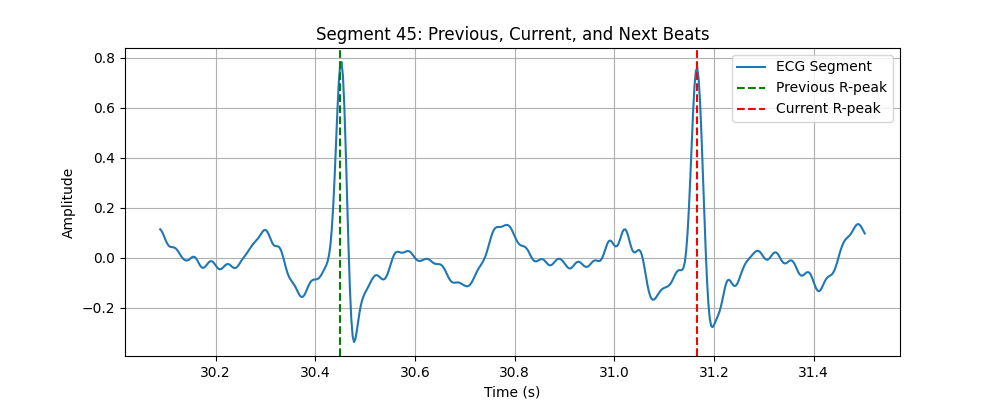 Segment 45: Previous, Current, and Next Beats
ECG Segment
Previous R-peak
Current R-peak
Amplitude
0.8
0.6
0.4
0.2
0.0
−0.2
30.2 30.4 30.6 30.8 31.0 31.2 31.4
Time (s)